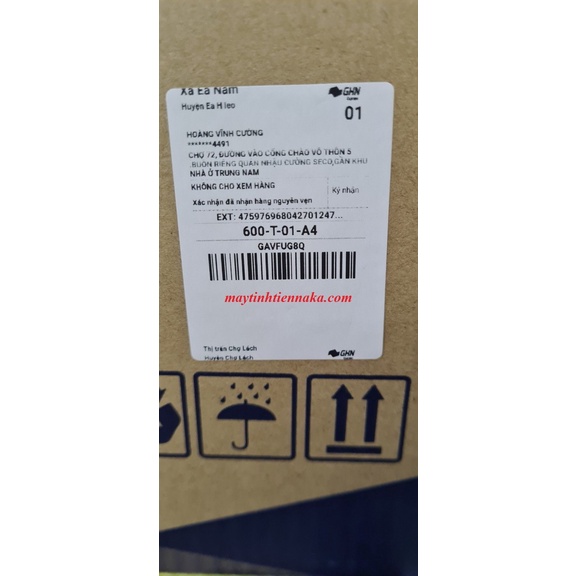 Xã Ea Nam
GHN
Huyện Ea H'leo
01
HOÀNG VĨNH CƯỜNG
*******4491
CHỢ 72, ĐƯỜNG VÀO CỔNG CHÀO VÔ THÔN 5
,BUÔN RIÊNG QUÁN NHẬU CƯỜNG SECO,GẦN KHU
NHÀ Ở TRUNG NAM
KHÔNG CHO XEM HÀNG
Ký nhận
Xác nhận đã nhận hàng nguyên vẹn
EXT: 475976968042701247...
600-T-01-A4
GAVFUG8Q
maytinhtiennaka.com
Thị trấn Chợ Lách
GHN
Huyện Chợ Lách